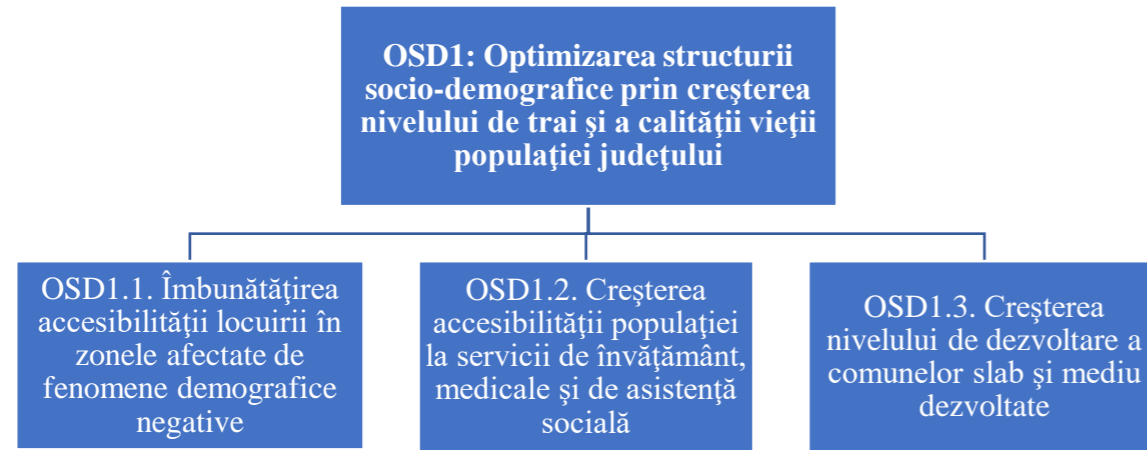 OSD1: Optimizarea structurii
socio-demografice prin creşterea
nivelului de trai şi a calităţii vieţii
populaţiei judeţului
OSD1.1. Îmbunătăţirea
accesibilităţii locuirii în
zonele afectate de
fenomene demografice
negative
OSD1.2. Creşterea
accesibilităţii populaţiei
la servicii de învăţământ,
medicale şi de asistenţă
socială
OSD1.3. Creşterea
nivelului de dezvoltare a
comunelor slab şi mediu
dezvoltate